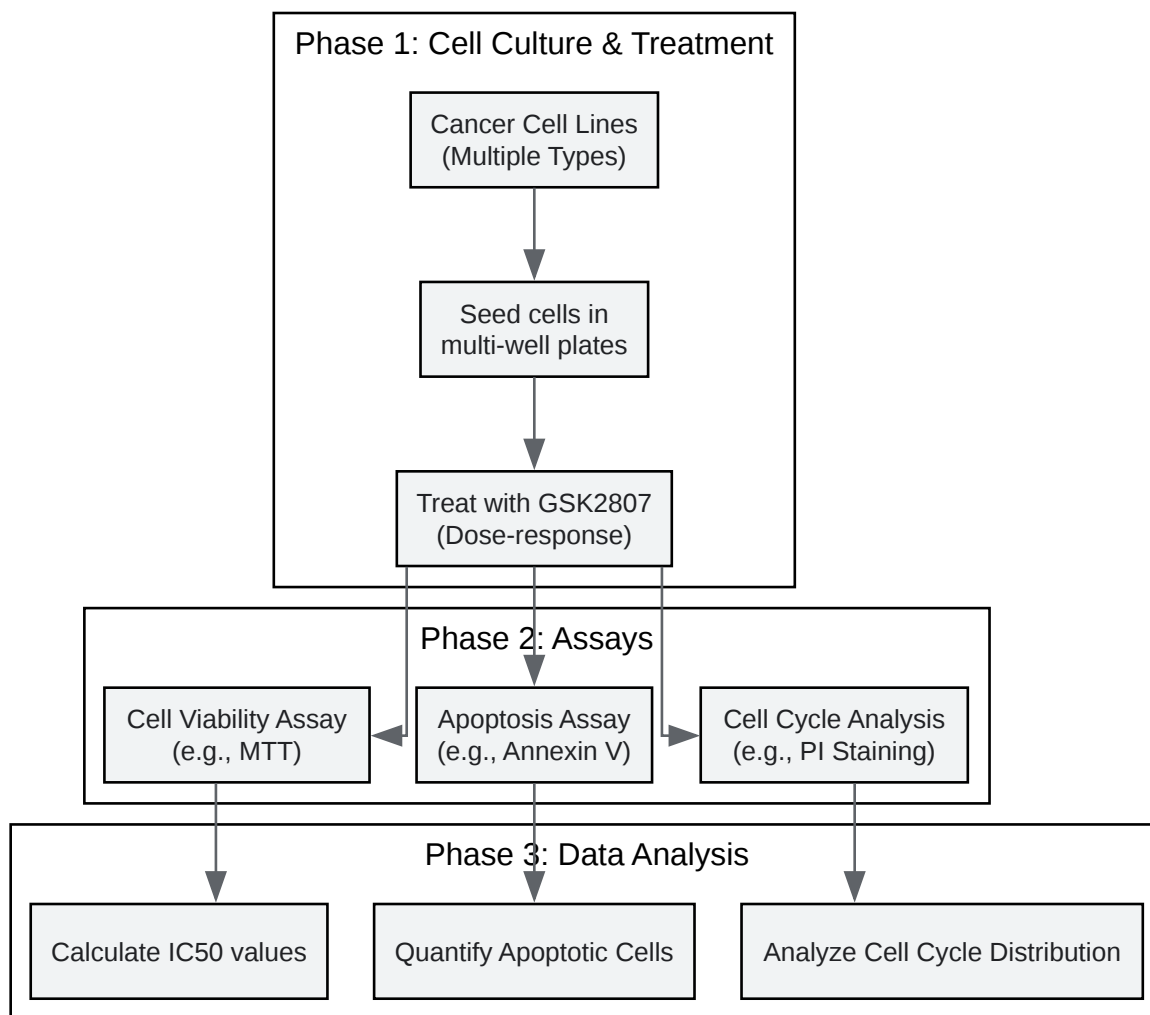 Phase 1: Cell Culture & Treatment
Cancer Cell Lines
(Multiple Types)
Seed cells in
multi-well plates
Treat with GSK2807
(Dose-response)
Phase 2: Assays
Cell Viability Assay
(e.g., MTT)
Apoptosis Assay
(e.g., Annexin V)
Cell Cycle Analysis
(e.g., PI Staining)
Phase 3: Data Analysis
Calculate IC50 values
Quantify Apoptotic Cells
Analyze Cell Cycle Distribution